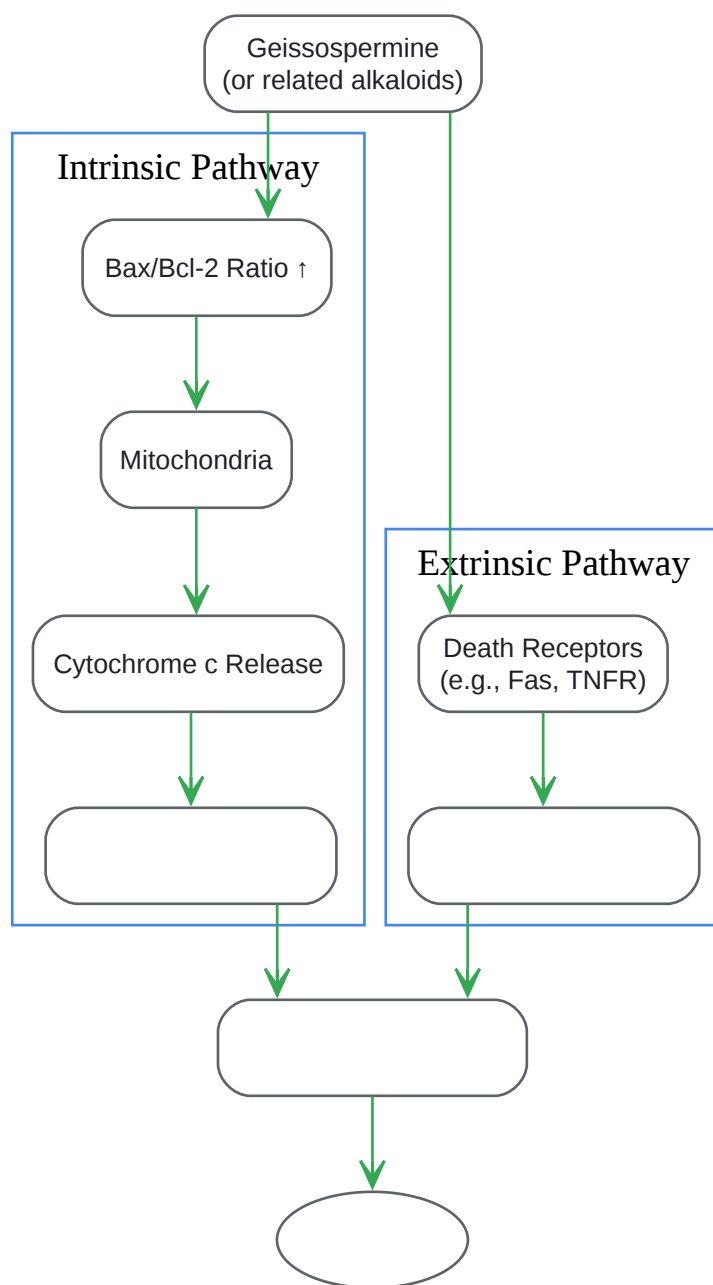 Geissospermine
(or related alkaloids)
Intrinsic Pathway
Bax/Bcl-2 Ratio ↑
Mitochondria
Extrinsic Pathway
Cytochrome c Release
Death Receptors
(e.g., Fas, TNFR)